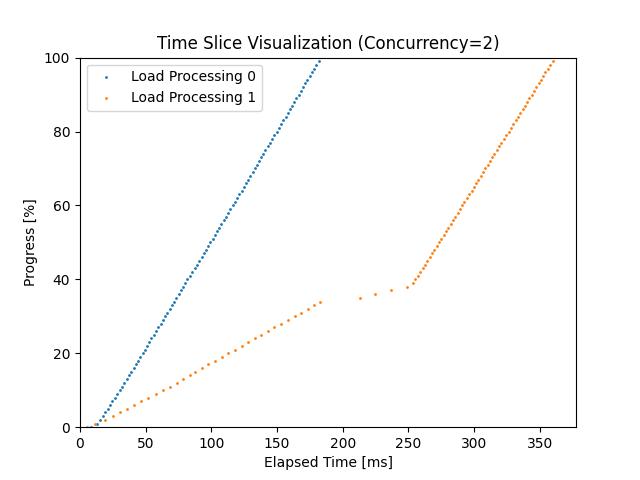 Time Slice Visualization (Concurrency=2)
Load Processing 0
Load Processing 1
Progress [%]
100
80
60
40
20
0
0 50 100 150 200 250 300 350
Elapsed Time [ms]